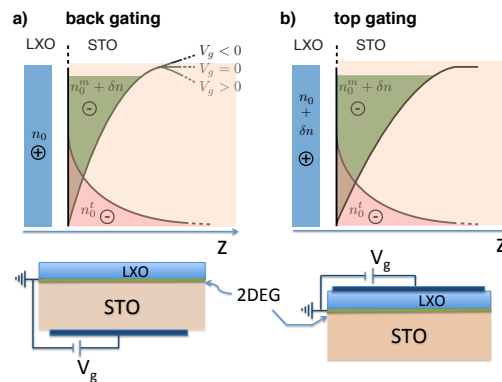 a) back gating
LXO STO
V_g < 0
V_g = 0
V_g > 0
n_0^m + δn
⊖
n_0
⊕
n_0^t ⊖
z
LXO
STO
V_g
2DEG
b) top gating
LXO STO
n_0^m + δn
⊖
n_0
+
δn
⊕
n_0^t ⊖
z
V_g
LXO
STO